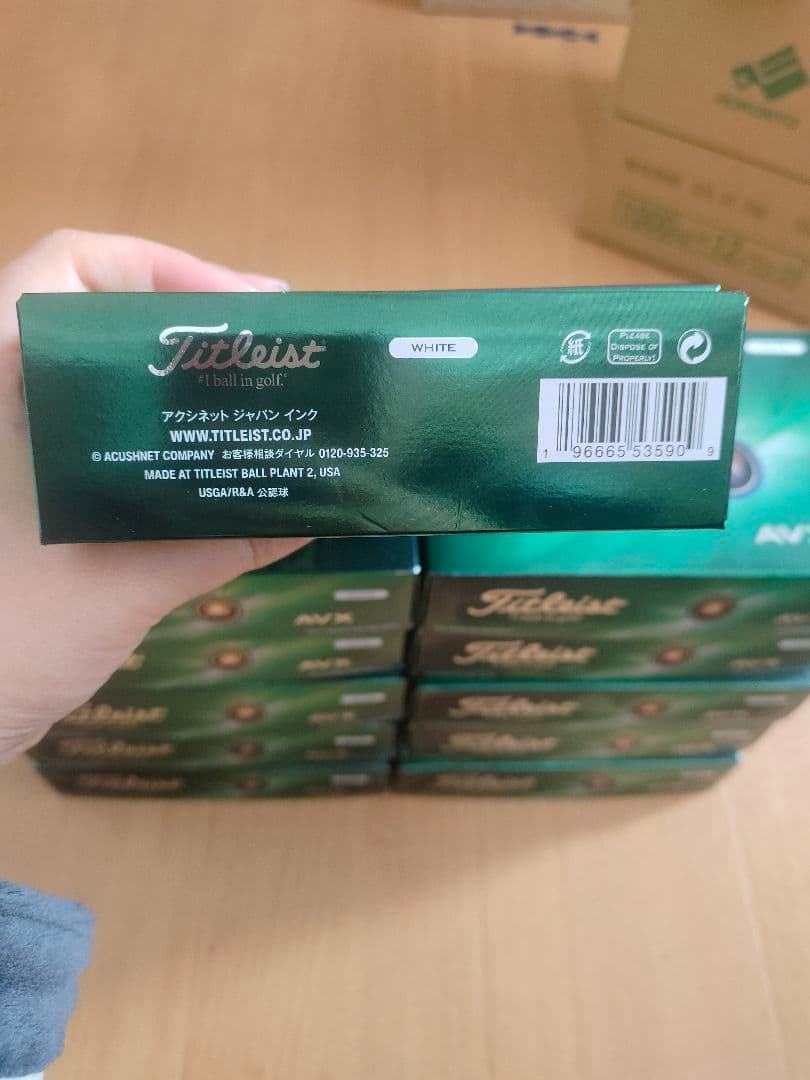 Titleist
#1 ball in golf.®
WHITE
紙
PLEASE
DISPOSE OF
PROPERLY!
1 96665 53590 9
アクシネット ジャパン インク
WWW.TITLEIST.CO.JP
© ACUSHNET COMPANY お客様相談ダイヤル 0120-935-325
MADE AT TITLEIST BALL PLANT 2, USA
USGA/R&A 公認球
AVX
Titleist
AVX
Titleist
AVX
Titleist
Titleist
Titleist
Titleist
Titleist
Titleist